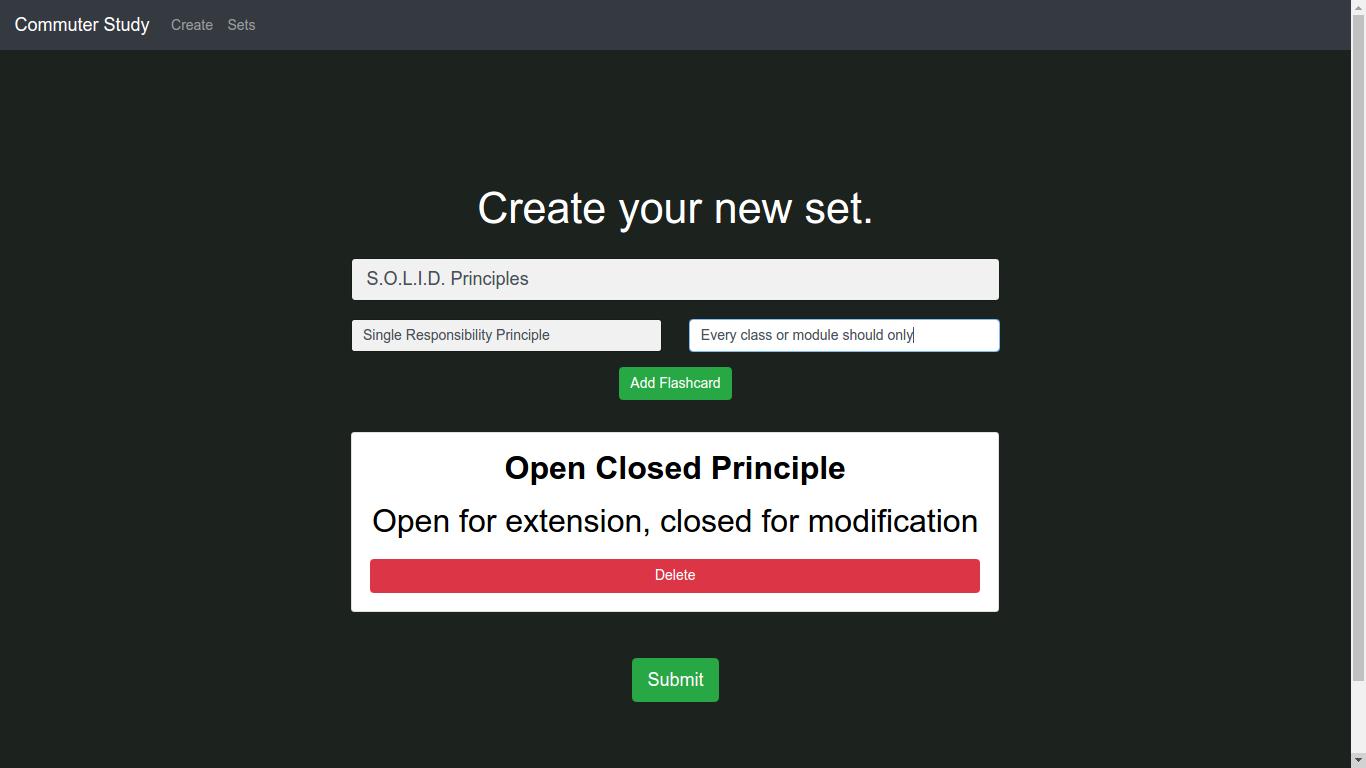 Commuter Study Create Sets
Create your new set.
S.O.L.I.D. Principles
Single Responsibility Principle Every class or module should only
Add Flashcard
Open Closed Principle
Open for extension, closed for modification
Delete
Submit